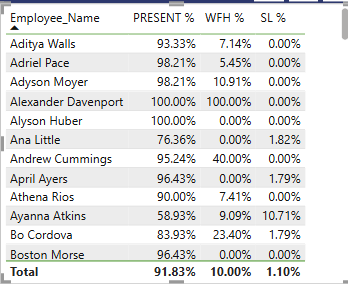 Employee_Name PRESENT % WFH % SL %
Aditya Walls 93.33% 7.14% 0.00%
Adriel Pace 98.21% 5.45% 0.00%
Adyson Moyer 98.21% 10.91% 0.00%
Alexander Davenport 100.00% 100.00% 0.00%
Alyson Huber 100.00% 0.00% 0.00%
Ana Little 76.36% 0.00% 1.82%
Andrew Cummings 95.24% 40.00% 0.00%
April Ayers 96.43% 0.00% 1.79%
Athena Rios 90.00% 7.41% 0.00%
Ayanna Atkins 58.93% 9.09% 10.71%
Bo Cordova 83.93% 23.40% 1.79%
Boston Morse 96.43% 0.00% 0.00%
Total 91.83% 10.00% 1.10%